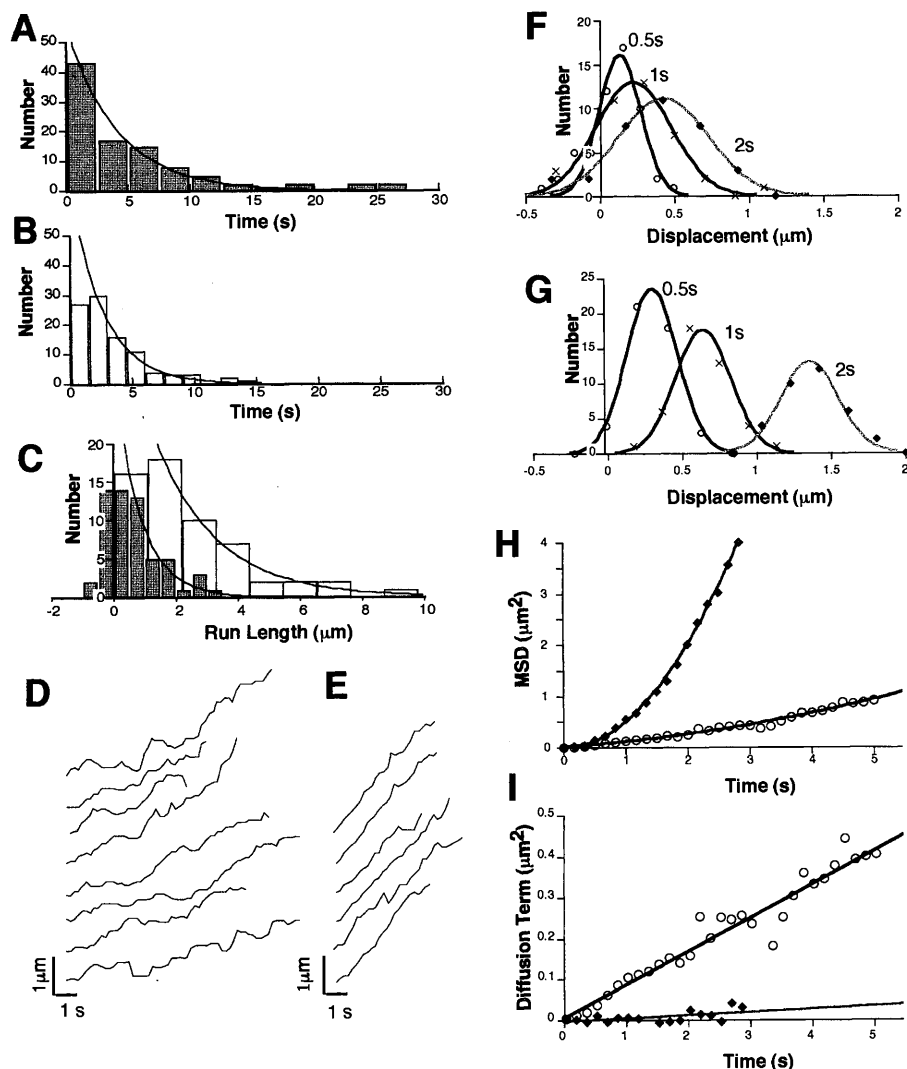 A
50
40
30
20
10
0
Number
0 5 10 15 20 25 30
Time (s)
B
50
40
30
20
10
0
Number
0 5 10 15 20 25 30
Time (s)
C
20
15
10
5
0
Number
-2 0 2 4 6 8 10
Run Length (μm)
D
1μm
1 s
E
1μm
1 s
F
20
15
10
5
0
Number
0.5s
1s
2s
-0.5 0 0.5 1 1.5 2
Displacement (μm)
G
25
20
15
10
5
0
Number
0.5s
1s
2s
-0.5 0 0.5 1 1.5 2
Displacement (μm)
H
4
3
2
1
0
MSD (μm²)
0 1 2 3 4 5
Time (s)
I
0.5
0.4
0.3
0.2
0.1
0
Diffusion Term (μm²)
0 1 2 3 4 5
Time (s)